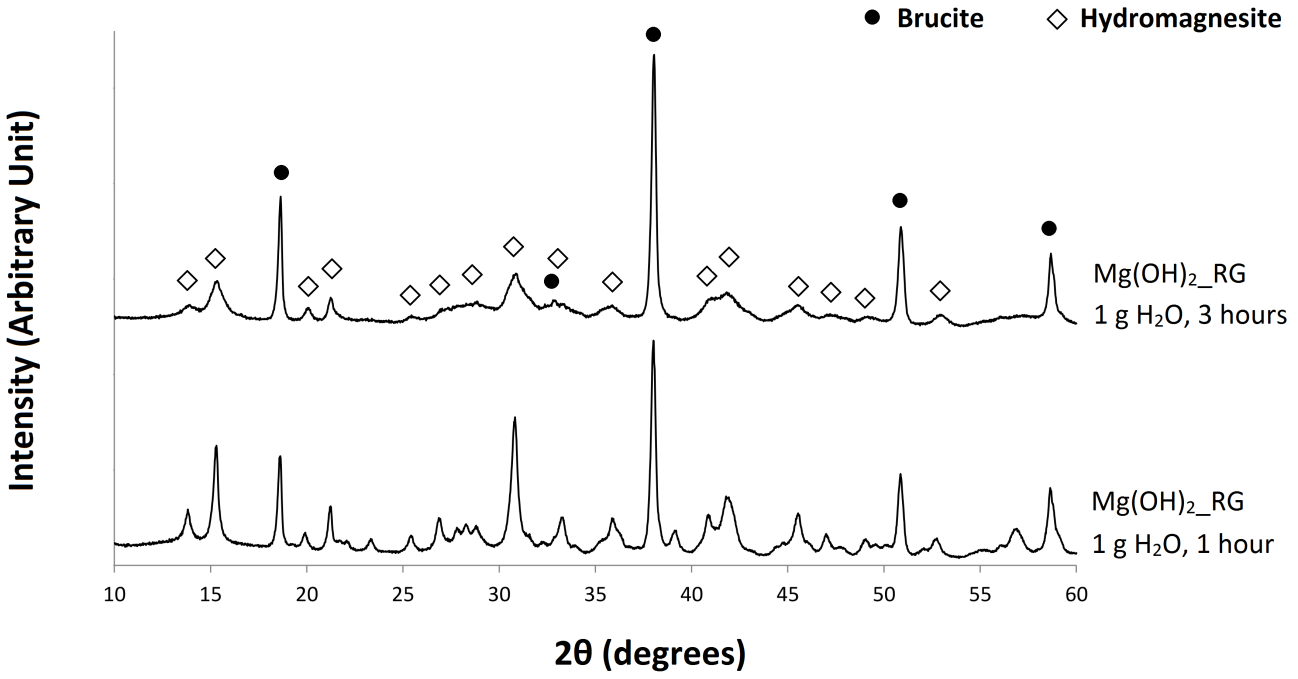 Brucite
Hydromagnesite
Intensity (Arbitrary Unit)
Mg(OH)₂_RG
1 g H₂O, 3 hours
Mg(OH)₂_RG
1 g H₂O, 1 hour
10 15 20 25 30 35 40 45 50 55 60
2θ (degrees)